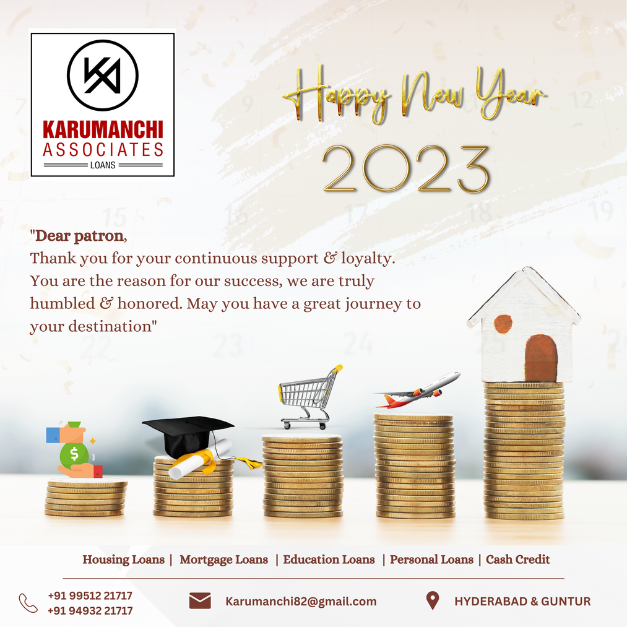 KARUMANCHI
ASSOCIATES
LOANS
Happy New Year
2023
"Dear patron,
Thank you for your continuous support & loyalty.
You are the reason for our success, we are truly
humbled & honored. May you have a great journey to
your destination"
$
Housing Loans | Mortgage Loans | Education Loans | Personal Loans | Cash Credit
+91 99512 21717
+91 94932 21717
Karumanchi82@gmail.com
HYDERABAD & GUNTUR